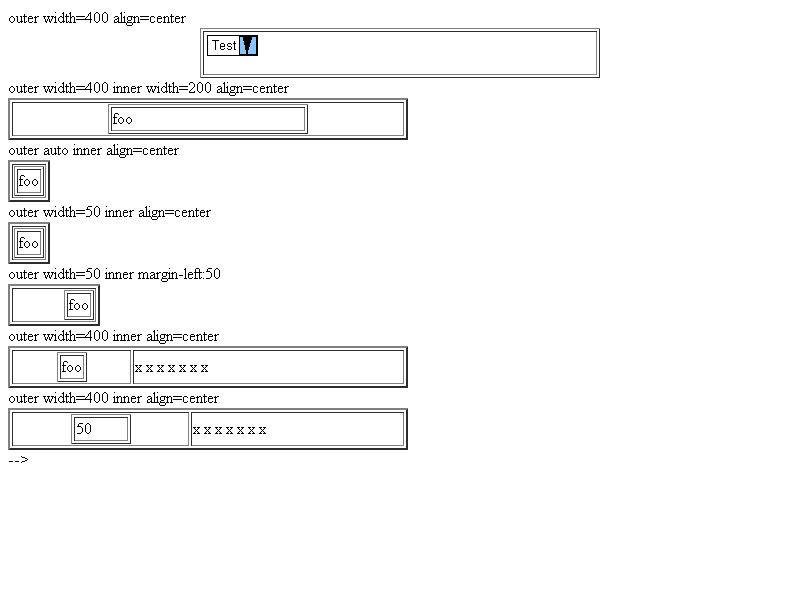 outer width=400 align=center
Test
outer width=400 inner width=200 align=center
foo
outer auto inner align=center
foo
outer width=50 inner align=center
foo
outer width=50 inner margin-left:50
foo
outer width=400 inner align=center
foo x x x x x x x
outer width=400 inner align=center
50 x x x x x x x
-->